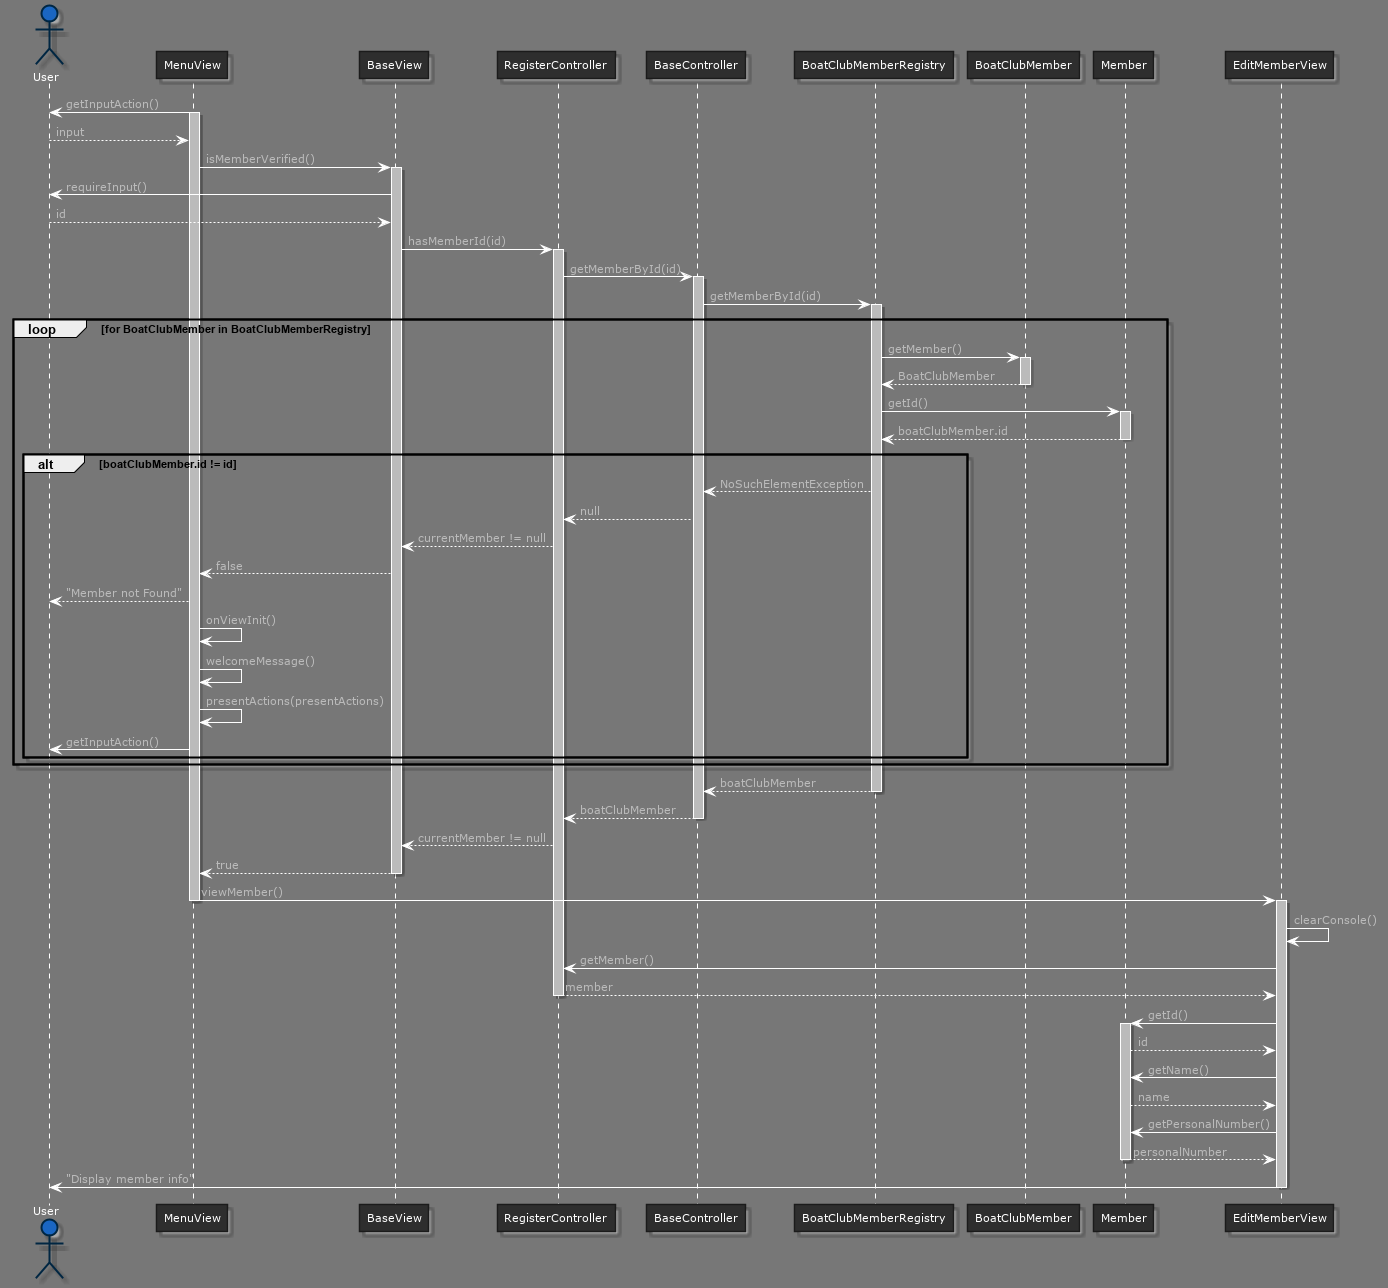 User
MenuView
BaseView
RegisterController
BaseController
BoatClubMemberRegistry
BoatClubMember
Member
EditMemberView
getInputAction()
input
isMemberVerified()
requireInput()
id
hasMemberId(id)
getMemberById(id)
getMemberById(id)
loop
[for BoatClubMember in BoatClubMemberRegistry]
getMember()
BoatClubMember
getId()
boatClubMember.id
alt
[boatClubMember.id != id]
NoSuchElementException
null
currentMember != null
false
"Member not Found"
onViewInit()
welcomeMessage()
presentActions(presentActions)
getInputAction()
boatClubMember
boatClubMember
currentMember != null
true
viewMember()
clearConsole()
getMember()
member
getId()
id
getName()
name
getPersonalNumber()
personalNumber
"Display member info"
User
MenuView
BaseView
RegisterController
BaseController
BoatClubMemberRegistry
BoatClubMember
Member
EditMemberView